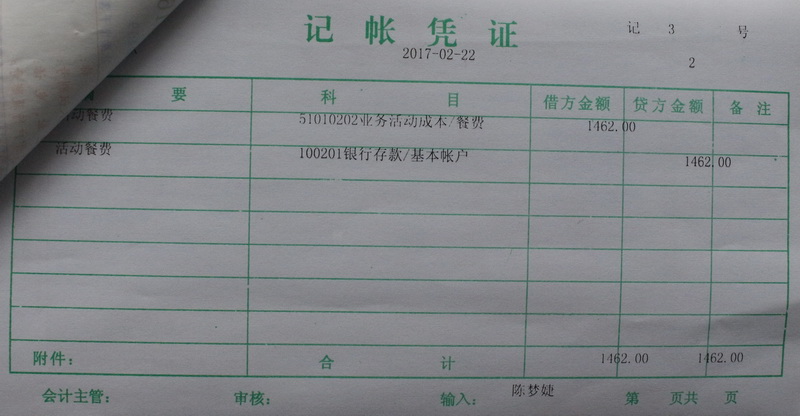 记帐凭证 记 3 号
2017-02-22 2
要 科目 借方金额 贷方金额 备注
活动餐费 51010202业务活动成本/餐费 1462.00
活动餐费 100201银行存款/基本帐户 1462.00
附件： 合计 1462.00 1462.00
会计主管： 审核： 输入： 陈梦婕 第 页共 页